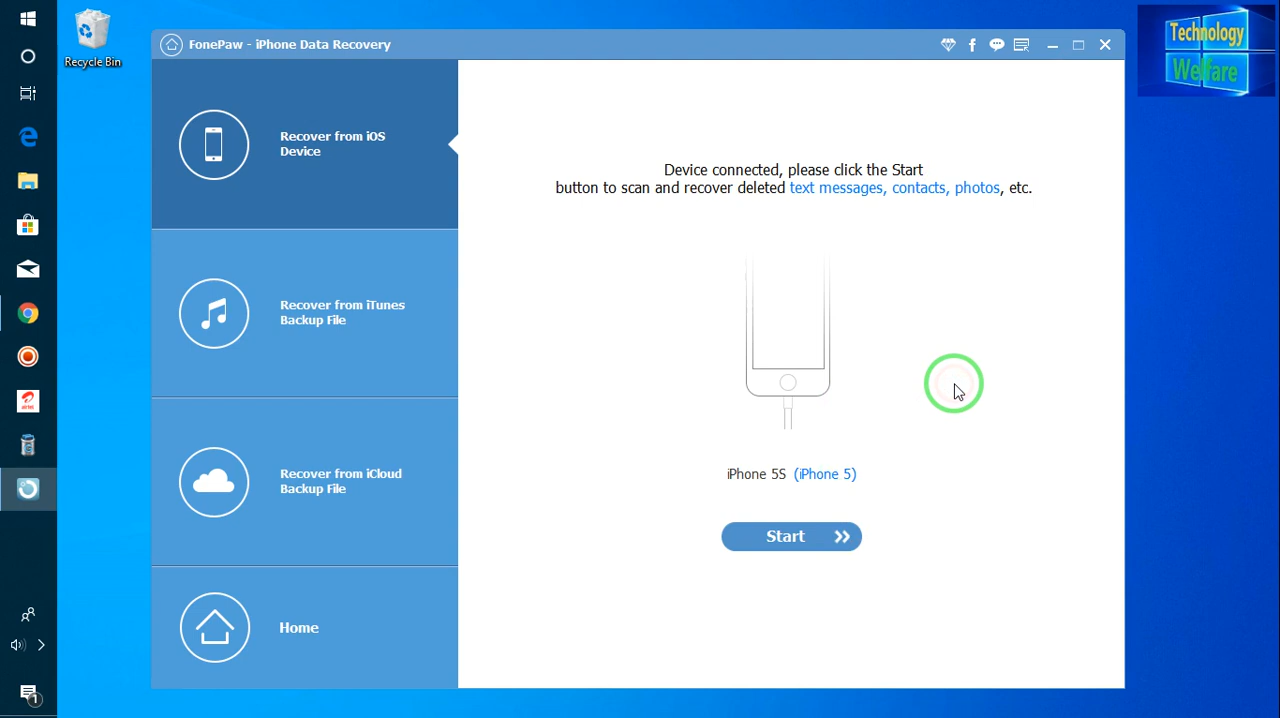 Recycle Bin
FonePaw - iPhone Data Recovery
Technology
Welfare
Recover from iOS
Device
Recover from iTunes
Backup File
Recover from iCloud
Backup File
Home
Device connected, please click the Start
button to scan and recover deleted text messages, contacts, photos, etc.
iPhone 5S (iPhone 5)
Start
airtel
1